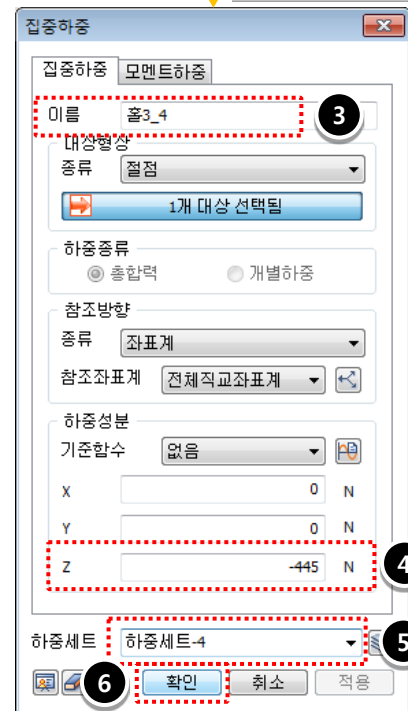 집중하중
집중하중 모멘트하중
이름 홀3_4 3
대상형상
종류 절점
1개 대상 선택됨
하중종류
총합력 개별하중
참조방향
종류 좌표계
참조좌표계 전체직교좌표계
하중성분
기준함수 없음
X 0 N
Y 0 N
Z -445 N 4
하중세트 하중세트-4 5
6 확인 취소 적용